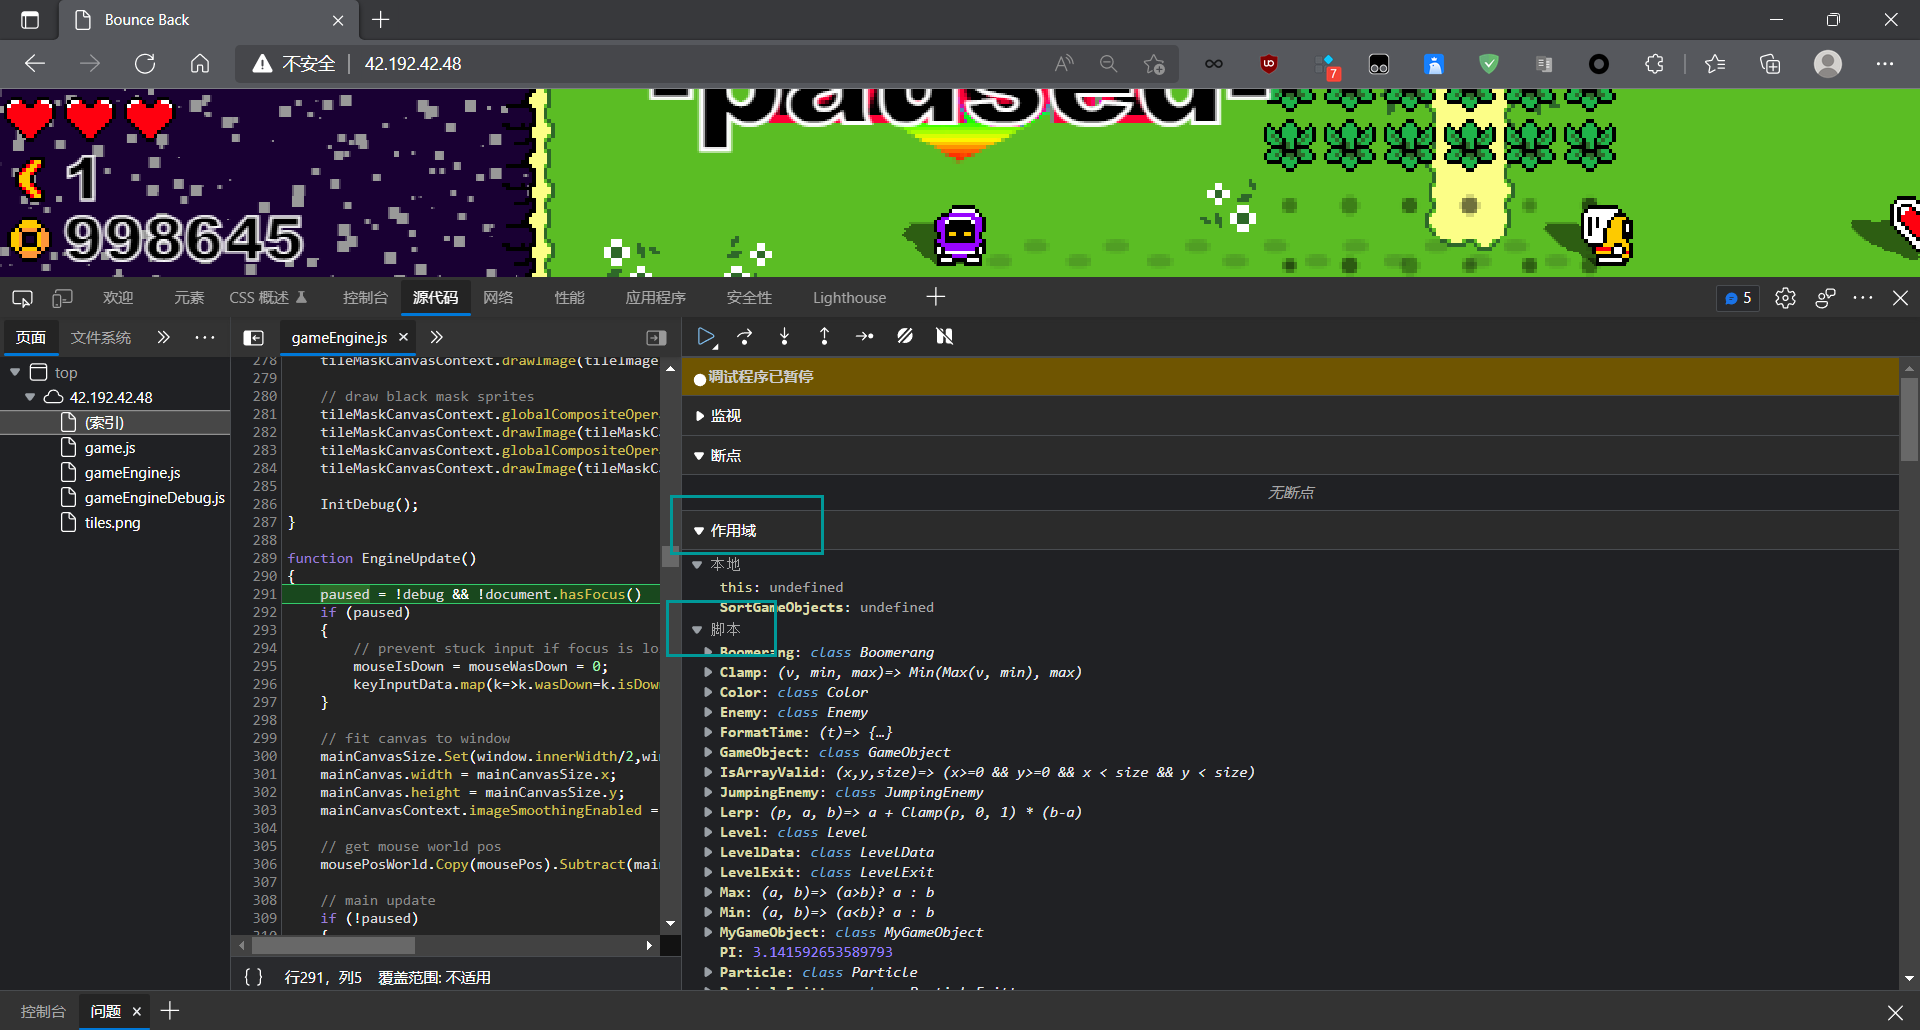 Bounce Back
不安全 42.192.42.48
7
-paused-
1
998645
欢迎 元素 CSS 概述 控制台 源代码 网络 性能 应用程序 安全性 Lighthouse 5
页面 文件系统 gameEngine.js
top
42.192.42.48
(索引)
game.js
gameEngine.js
gameEngineDebug.js
tiles.png
278 tileMaskCanvasContext.drawImage(tileImage
279
280 // draw black mask sprites
281 tileMaskCanvasContext.globalCompositeOper
282 tileMaskCanvasContext.drawImage(tileMaskC
283 tileMaskCanvasContext.globalCompositeOper
284 tileMaskCanvasContext.drawImage(tileMaskC
285
286 InitDebug();
287 }
288
289 function EngineUpdate()
290 {
291 paused = !debug && !document.hasFocus()
292 if (paused)
293 {
294 // prevent stuck input if focus is lo
295 mouseIsDown = mouseWasDown = 0;
296 keyInputData.map(k=>k.wasDown=k.isDow
297 }
298
299 // fit canvas to window
300 mainCanvasSize.Set(window.innerWidth/2,wi
301 mainCanvas.width = mainCanvasSize.x;
302 mainCanvas.height = mainCanvasSize.y;
303 mainCanvasContext.imageSmoothingEnabled =
304
305 // get mouse world pos
306 mousePosWorld.Copy(mousePos).Subtract(mai
307
308 // main update
309 if (!paused)
310 {
{ } 行291，列5 覆盖范围: 不适用
调试程序已暂停
监视
断点
无断点
作用域
本地
this: undefined
SortGameObjects: undefined
脚本
Boomerang: class Boomerang
Clamp: (v, min, max)=> Min(Max(v, min), max)
Color: class Color
Enemy: class Enemy
FormatTime: (t)=> {…}
GameObject: class GameObject
IsArrayValid: (x,y,size)=> (x>=0 && y>=0 && x < size && y < size)
JumpingEnemy: class JumpingEnemy
Lerp: (p, a, b)=> a + Clamp(p, 0, 1) * (b-a)
Level: class Level
LevelData: class LevelData
LevelExit: class LevelExit
Max: (a, b)=> (a>b)? a : b
Min: (a, b)=> (a<b)? a : b
MyGameObject: class MyGameObject
PI: 3.141592653589793
Particle: class Particle
控制台 问题